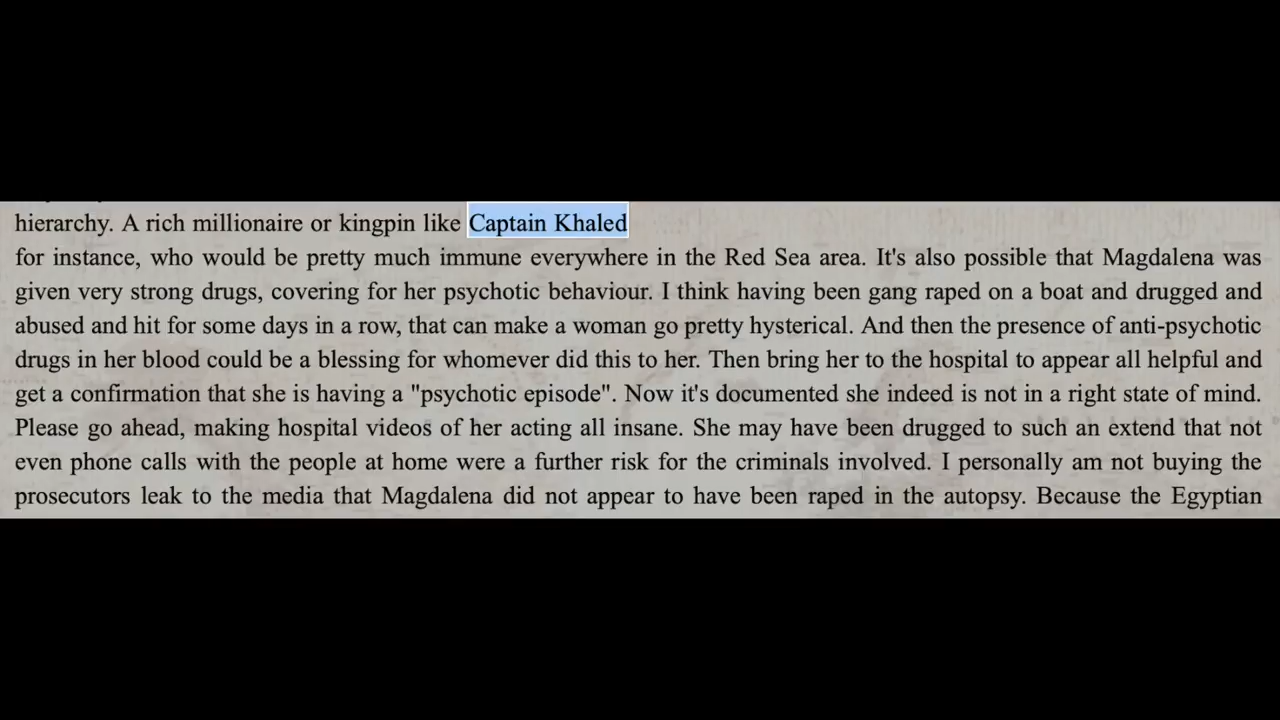 hierarchy. A rich millionaire or kingpin like Captain Khaled
for instance, who would be pretty much immune everywhere in the Red Sea area. It's also possible that Magdalena was
given very strong drugs, covering for her psychotic behaviour. I think having been gang raped on a boat and drugged and
abused and hit for some days in a row, that can make a woman go pretty hysterical. And then the presence of anti-psychotic
drugs in her blood could be a blessing for whomever did this to her. Then bring her to the hospital to appear all helpful and
get a confirmation that she is having a "psychotic episode". Now it's documented she indeed is not in a right state of mind.
Please go ahead, making hospital videos of her acting all insane. She may have been drugged to such an extend that not
even phone calls with the people at home were a further risk for the criminals involved. I personally am not buying the
prosecutors leak to the media that Magdalena did not appear to have been raped in the autopsy. Because the Egyptian